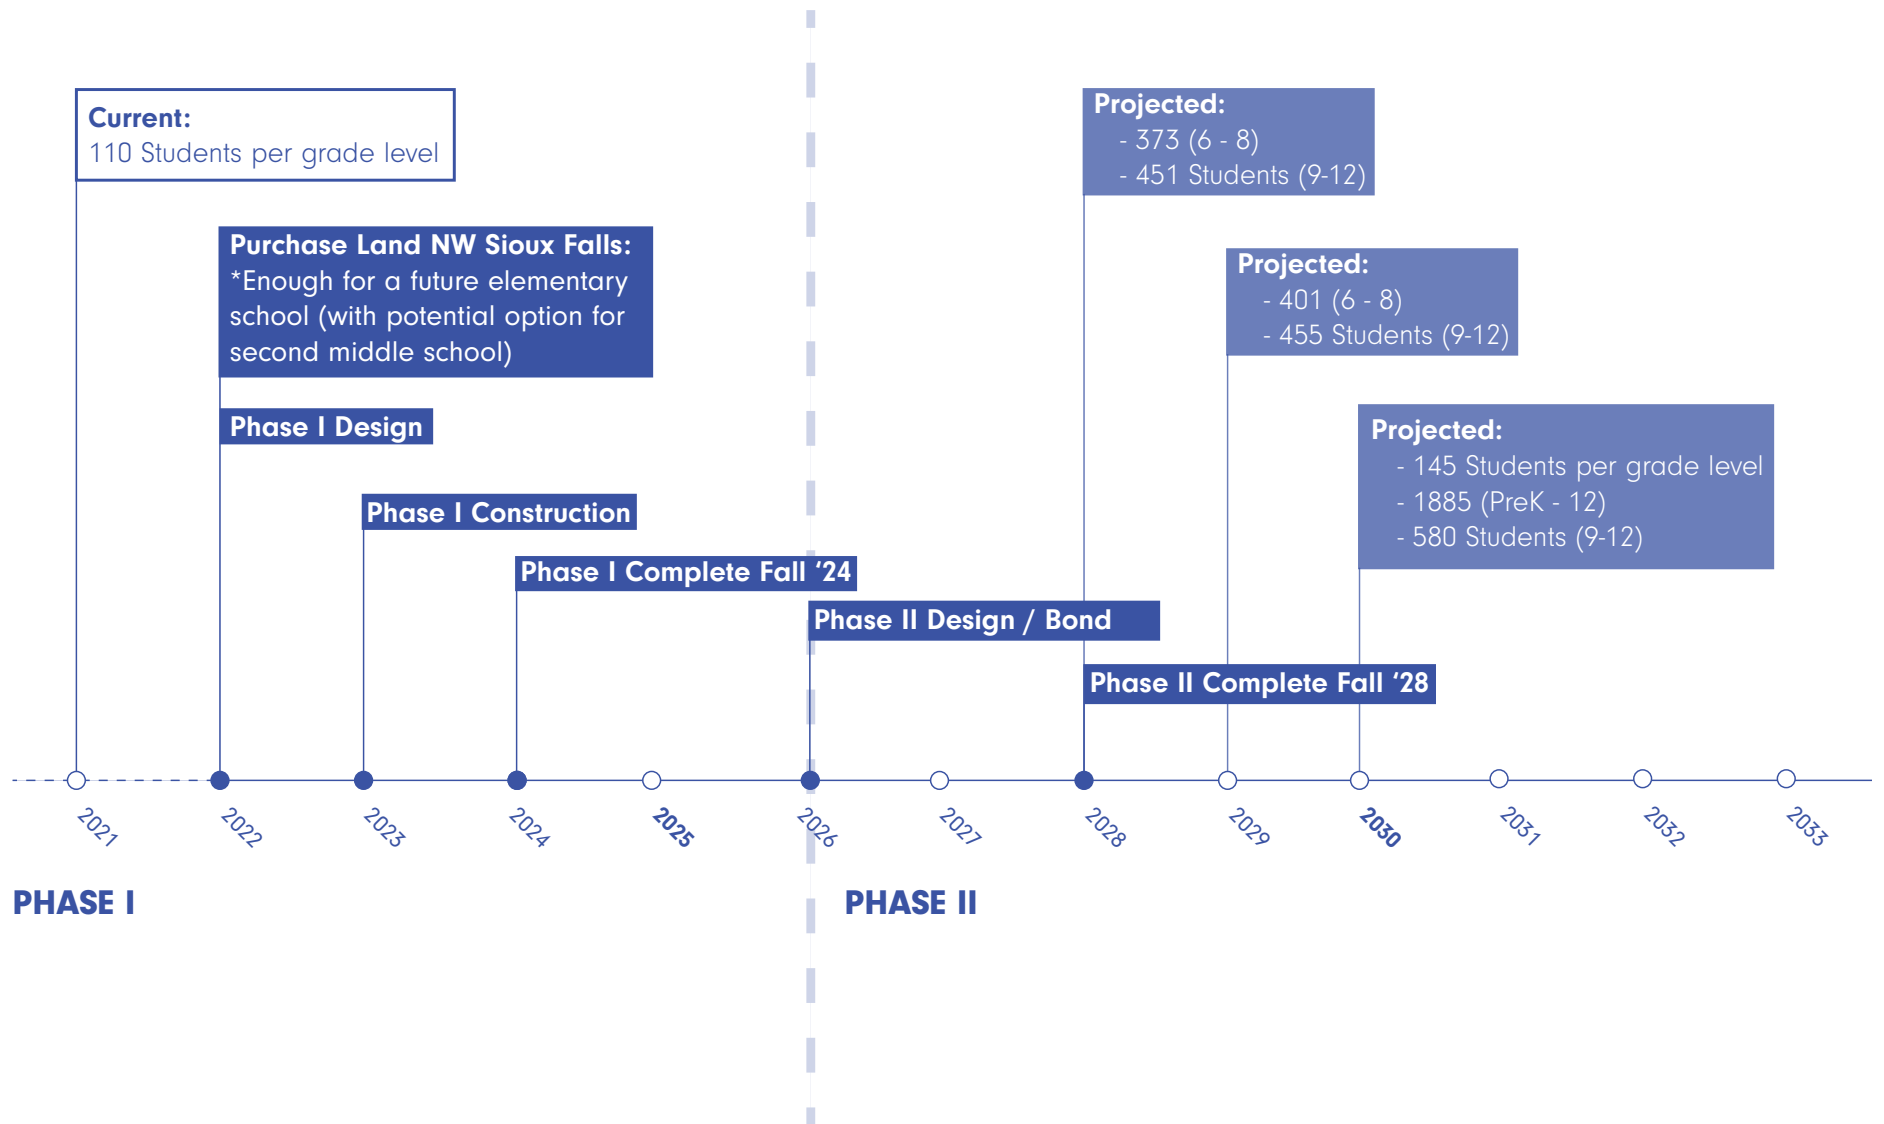 Current:
110 Students per grade level
Purchase Land NW Sioux Falls:
*Enough for a future elementary
school (with potential option for
second middle school)
Phase I Design
Phase I Construction
Phase I Complete Fall ‘24
Phase II Design / Bond
Phase II Complete Fall ‘28
Projected:
- 373 (6 - 8)
- 451 Students (9-12)
Projected:
- 401 (6 - 8)
- 455 Students (9-12)
Projected:
- 145 Students per grade level
- 1885 (PreK - 12)
- 580 Students (9-12)
2021
2022
2023
2024
2025
2026
2027
2028
2029
2030
2031
2032
2033
PHASE I
PHASE II